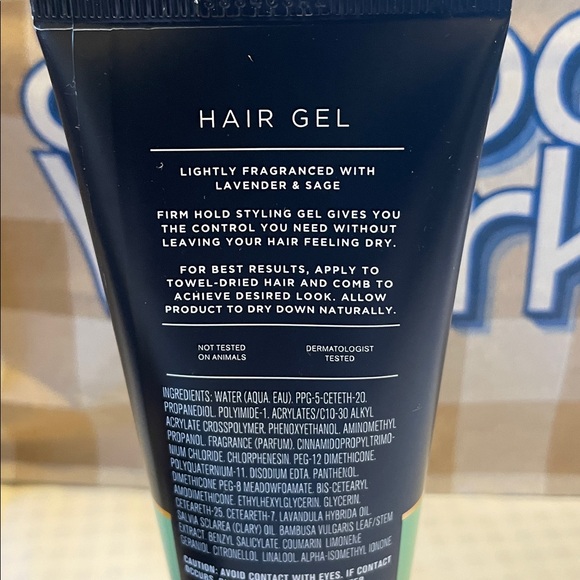 HAIR GEL
LIGHTLY FRAGRANCED WITH
LAVENDER & SAGE
FIRM HOLD STYLING GEL GIVES YOU
THE CONTROL YOU NEED WITHOUT
LEAVING YOUR HAIR FEELING DRY.
FOR BEST RESULTS, APPLY TO
TOWEL-DRIED HAIR AND COMB TO
ACHIEVE DESIRED LOOK. ALLOW
PRODUCT TO DRY DOWN NATURALLY.
NOT TESTED
ON ANIMALS
DERMATOLOGIST
TESTED
INGREDIENTS: WATER (AQUA. EAU). PPG-5-CETETH-20.
PROPANEDIOL. POLYIMIDE-1. ACRYLATES/C10-30 ALKYL
ACRYLATE CROSSPOLYMER. PHENOXYETHANOL. AMINOMETHYL
PROPANOL. FRAGRANCE (PARFUM). CINNAMIDOPROPYLTRIMO-
NIUM CHLORIDE. CHLORPHENESIN. PEG-12 DIMETHICONE.
POLYQUATERNIUM-11. DISODIUM EDTA. PANTHENOL.
DIMETHICONE PEG-8 MEADOWFOAMATE. BIS-CETEARYL
AMODIMETHICONE. ETHYLHEXYLGLYCERIN. GLYCERIN.
CETEARETH-25. CETEARETH-7. LAVANDULA HYBRIDA OIL.
SALVIA SCLAREA (CLARY) OIL. BAMBUSA VULGARIS LEAF/STEM
EXTRACT. BENZYL SALICYLATE. COUMARIN. LIMONENE.
GERANIOL. CITRONELLOL. LINALOOL. ALPHA-ISOMETHYL IONONE.
CAUTION: AVOID CONTACT WITH EYES. IF CONTACT